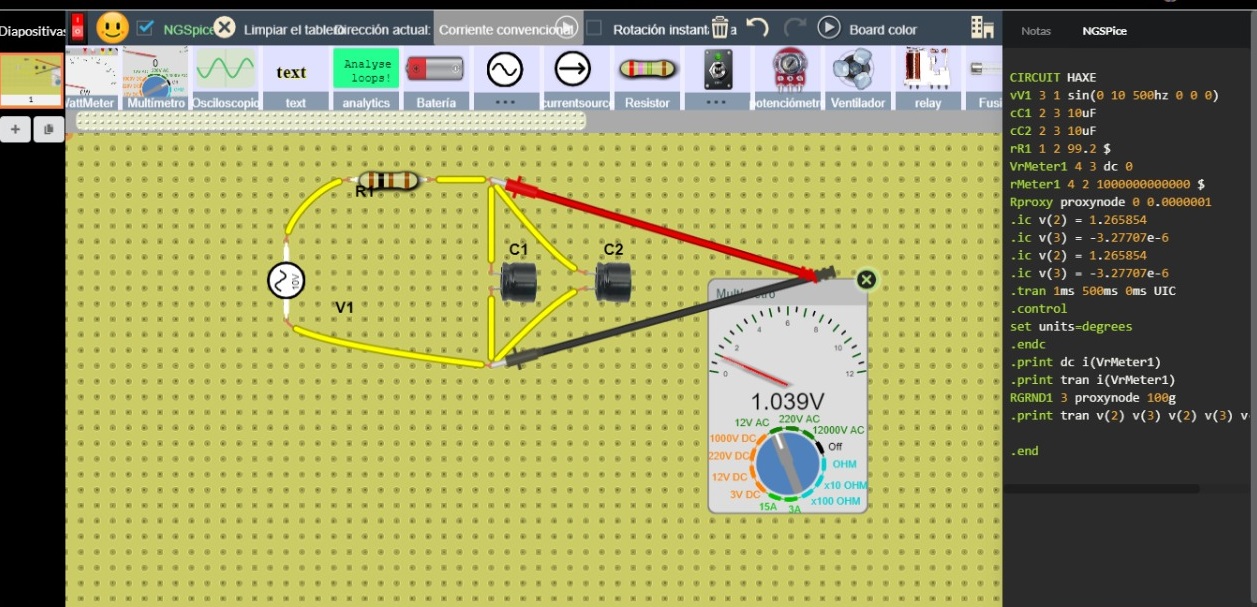 Diapositivas
NGSpice
Limpiar el tablero
Dirección actual:
Corriente convencional
Rotación instant
a
Board color
Notas
NGSPice
text
Analyse
loops!
1
WattMeter
Multímetro
Osciloscopio
text
analytics
Batería
...
currentsource
Resistor
...
potenciómetro
Ventilador
relay
Fusi
R1
C1
C2
10V
V1
Multímetro
0
2
4
6
8
10
12
1.039V
12V AC
220V AC
12000V AC
1000V DC
Off
220V DC
OHM
12V DC
x10 OHM
3V DC
x100 OHM
15A
3A
CIRCUIT HAXE
vV1 3 1 sin(0 10 500hz 0 0 0)
cC1 2 3 10uF
cC2 2 3 10uF
rR1 1 2 99.2 $
VrMeter1 4 3 dc 0
rMeter1 4 2 1000000000000 $
Rproxy proxynode 0 0.0000001
.ic v(2) = 1.265854
.ic v(3) = -3.27707e-6
.ic v(2) = 1.265854
.ic v(3) = -3.27707e-6
.tran 1ms 500ms 0ms UIC
.control
set units=degrees
.endc
.print dc i(VrMeter1)
.print tran i(VrMeter1)
RGRND1 3 proxynode 100g
.print tran v(2) v(3) v(2) v(3) v
.end